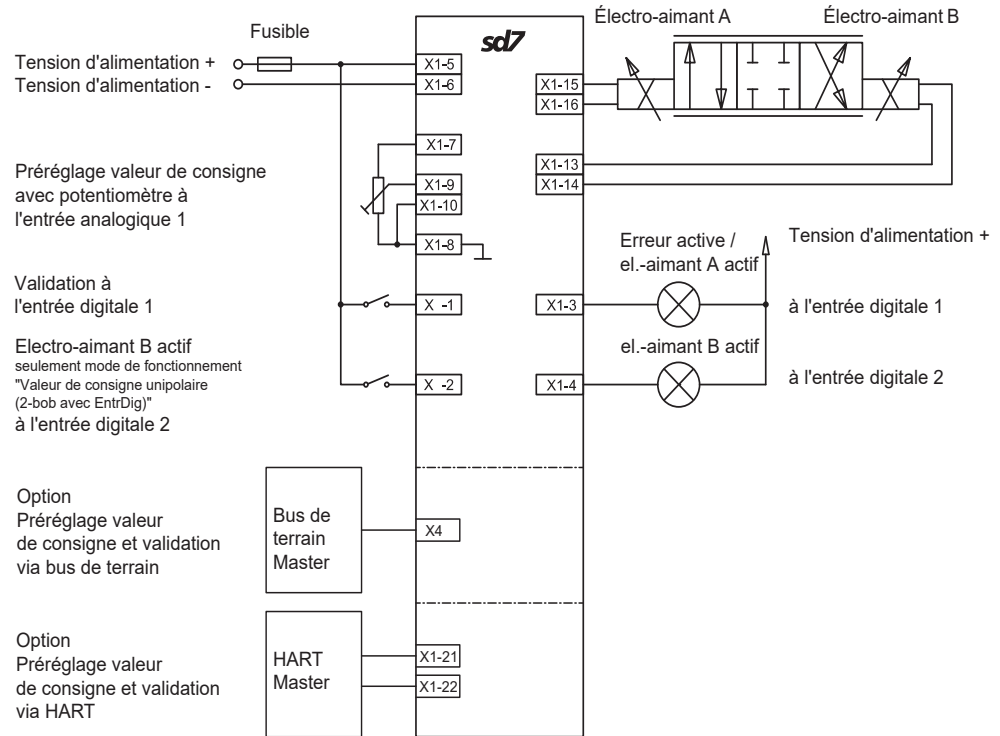 Fusible
Tension d'alimentation +
Tension d'alimentation -
Préréglage valeur de consigne
avec potentiomètre à
l'entrée analogique 1
Validation à
l'entrée digitale 1
Electro-aimant B actif
seulement mode de fonctionnement
"Valeur de consigne unipolaire
(2-bob avec EntrDig)"
à l'entrée digitale 2
Option
Préréglage valeur
de consigne et validation
via bus de terrain
Bus de
terrain
Master
Option
Préréglage valeur
de consigne et validation
via HART
HART
Master
sd7
X1-5
X1-6
X1-7
X1-9
X1-10
X1-8
X -1
X -2
X4
X1-21
X1-22
X1-15
X1-16
X1-13
X1-14
X1-3
X1-4
Électro-aimant A
Électro-aimant B
Erreur active /
el.-aimant A actif
el.-aimant B actif
Tension d'alimentation +
à l'entrée digitale 1
à l'entrée digitale 2